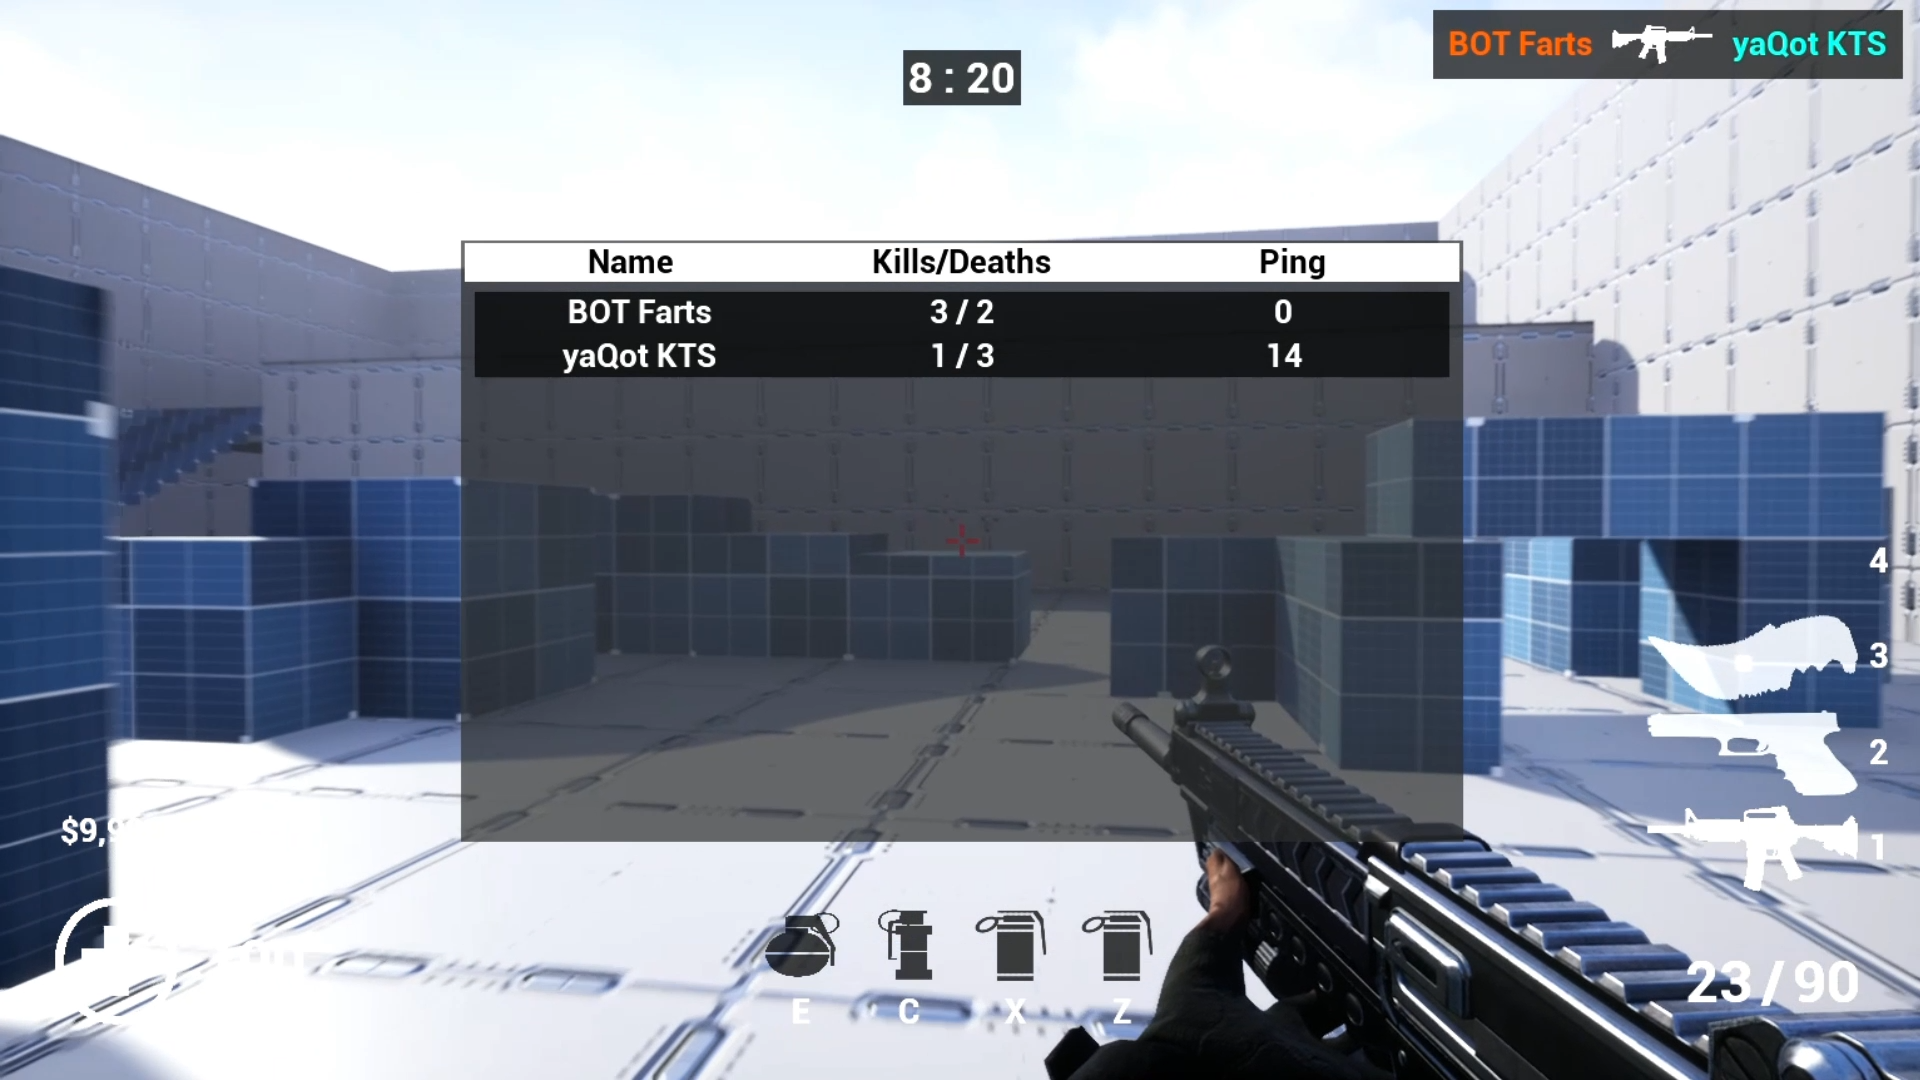 BOT Farts yaQot KTS
8 : 20
Name Kills/Deaths Ping
BOT Farts 3 / 2 0
yaQot KTS 1 / 3 14
4
3
2
1
E C X Z
23 / 90